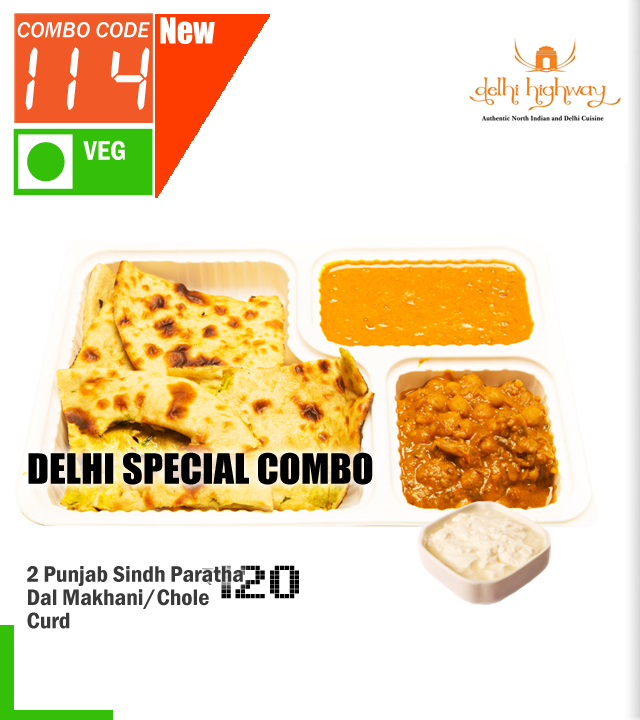 COMBO CODE
114
New
VEG
delhi highway
Authentic North Indian and Delhi Cuisine
DELHI SPECIAL COMBO
2 Punjab Sindh Paratha
₹120
Dal Makhani/Chole
Curd